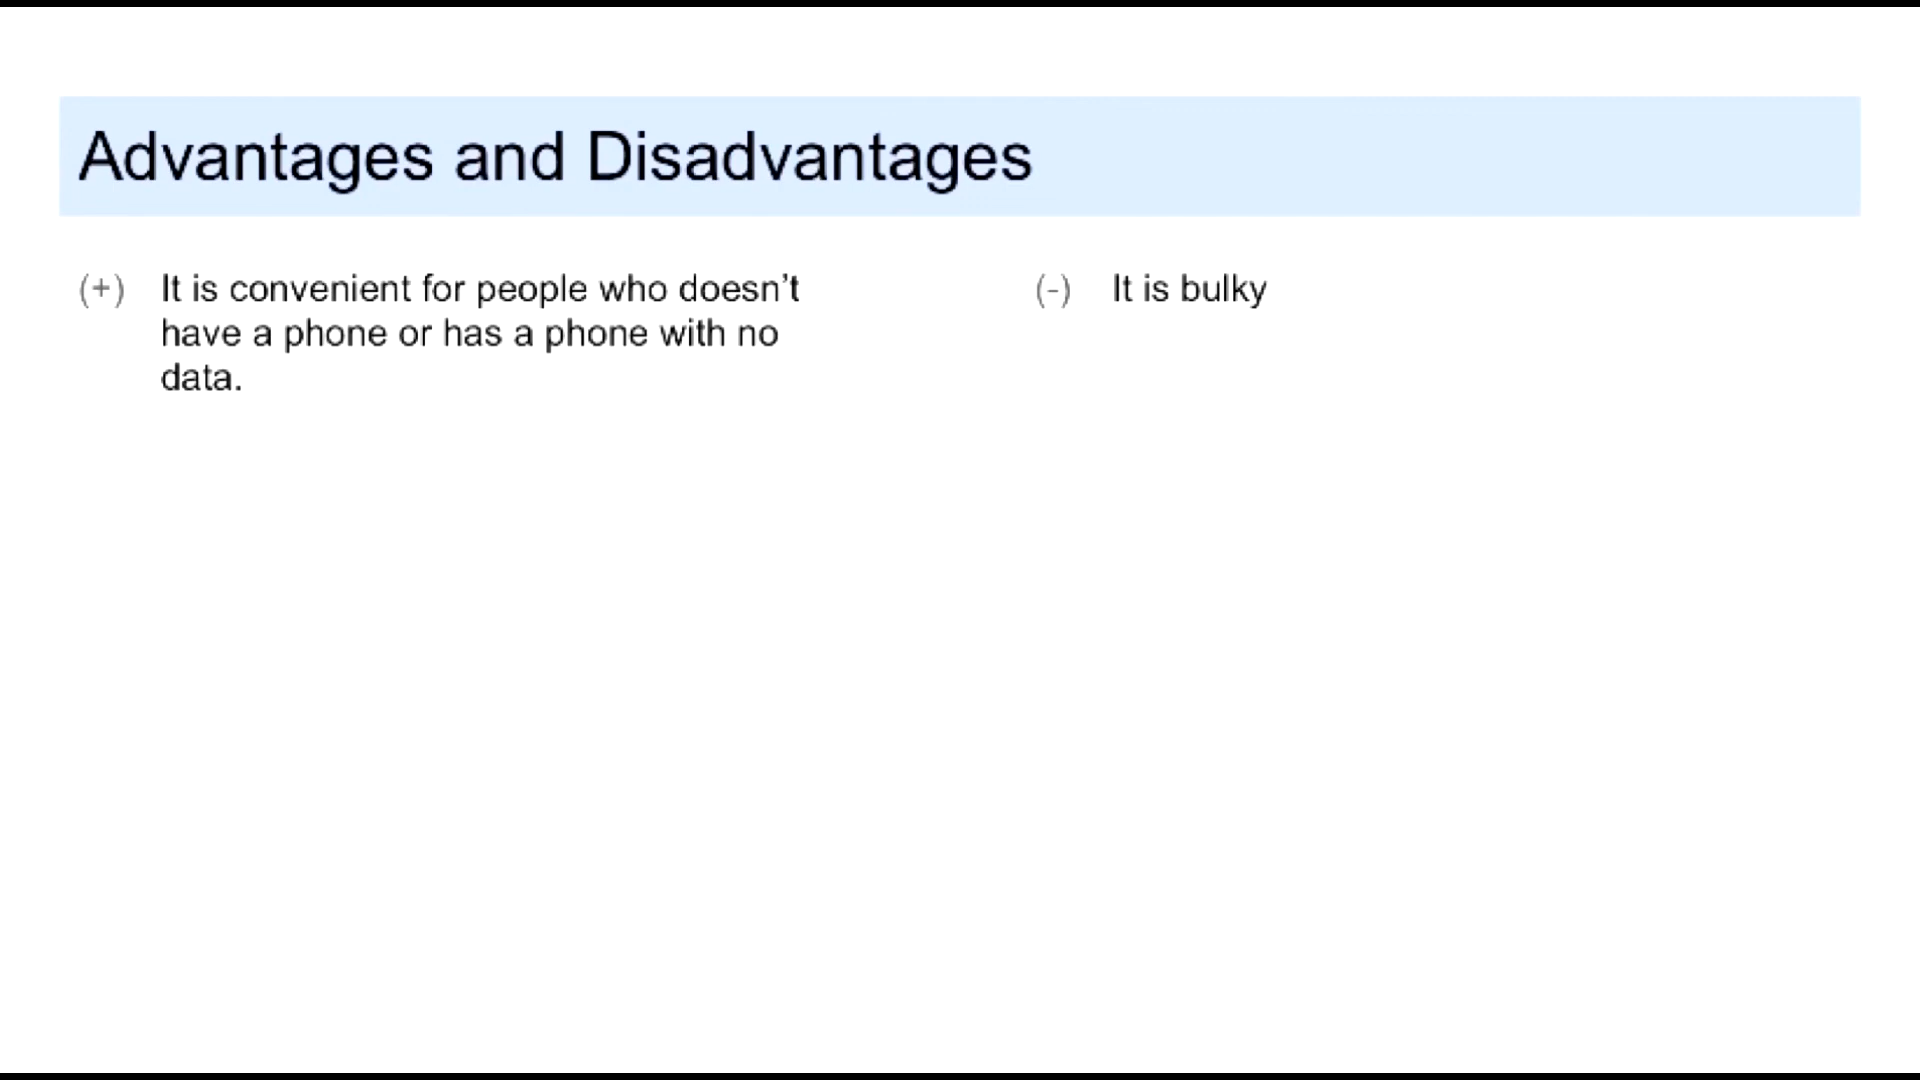 Advantages and Disadvantages
(+) It is convenient for people who doesn’t
have a phone or has a phone with no
data.
(-) It is bulky